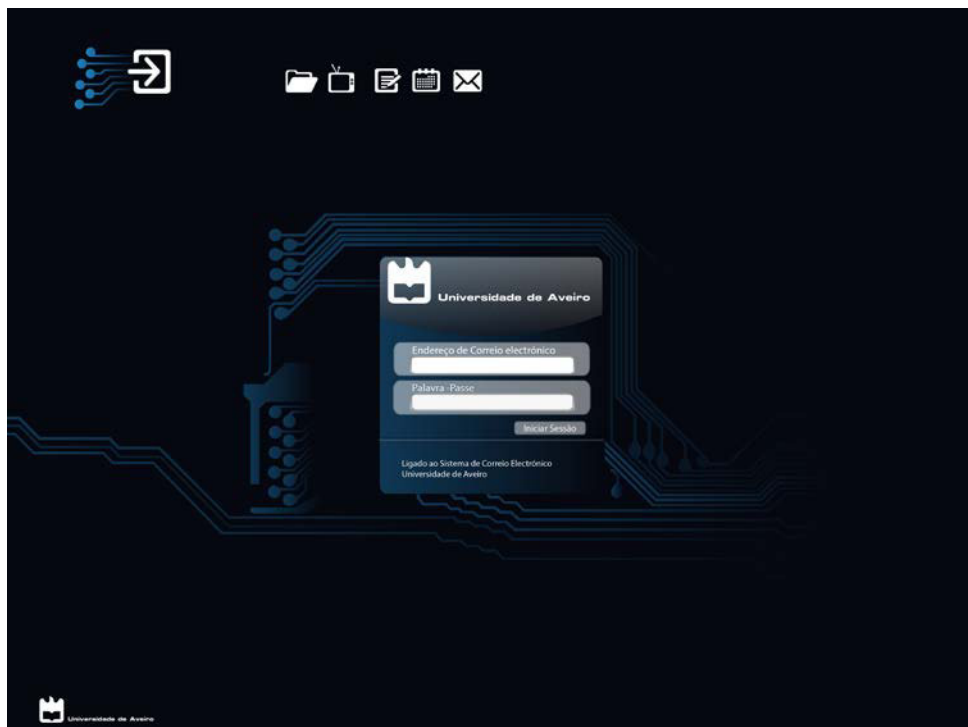 Universidade de Aveiro
Endereço de Correio electrónico
Palavra -Passe
Iniciar Sessão
Ligado ao Sistema de Correio Electrónico
Universidade de Aveiro
Universidade de Aveiro